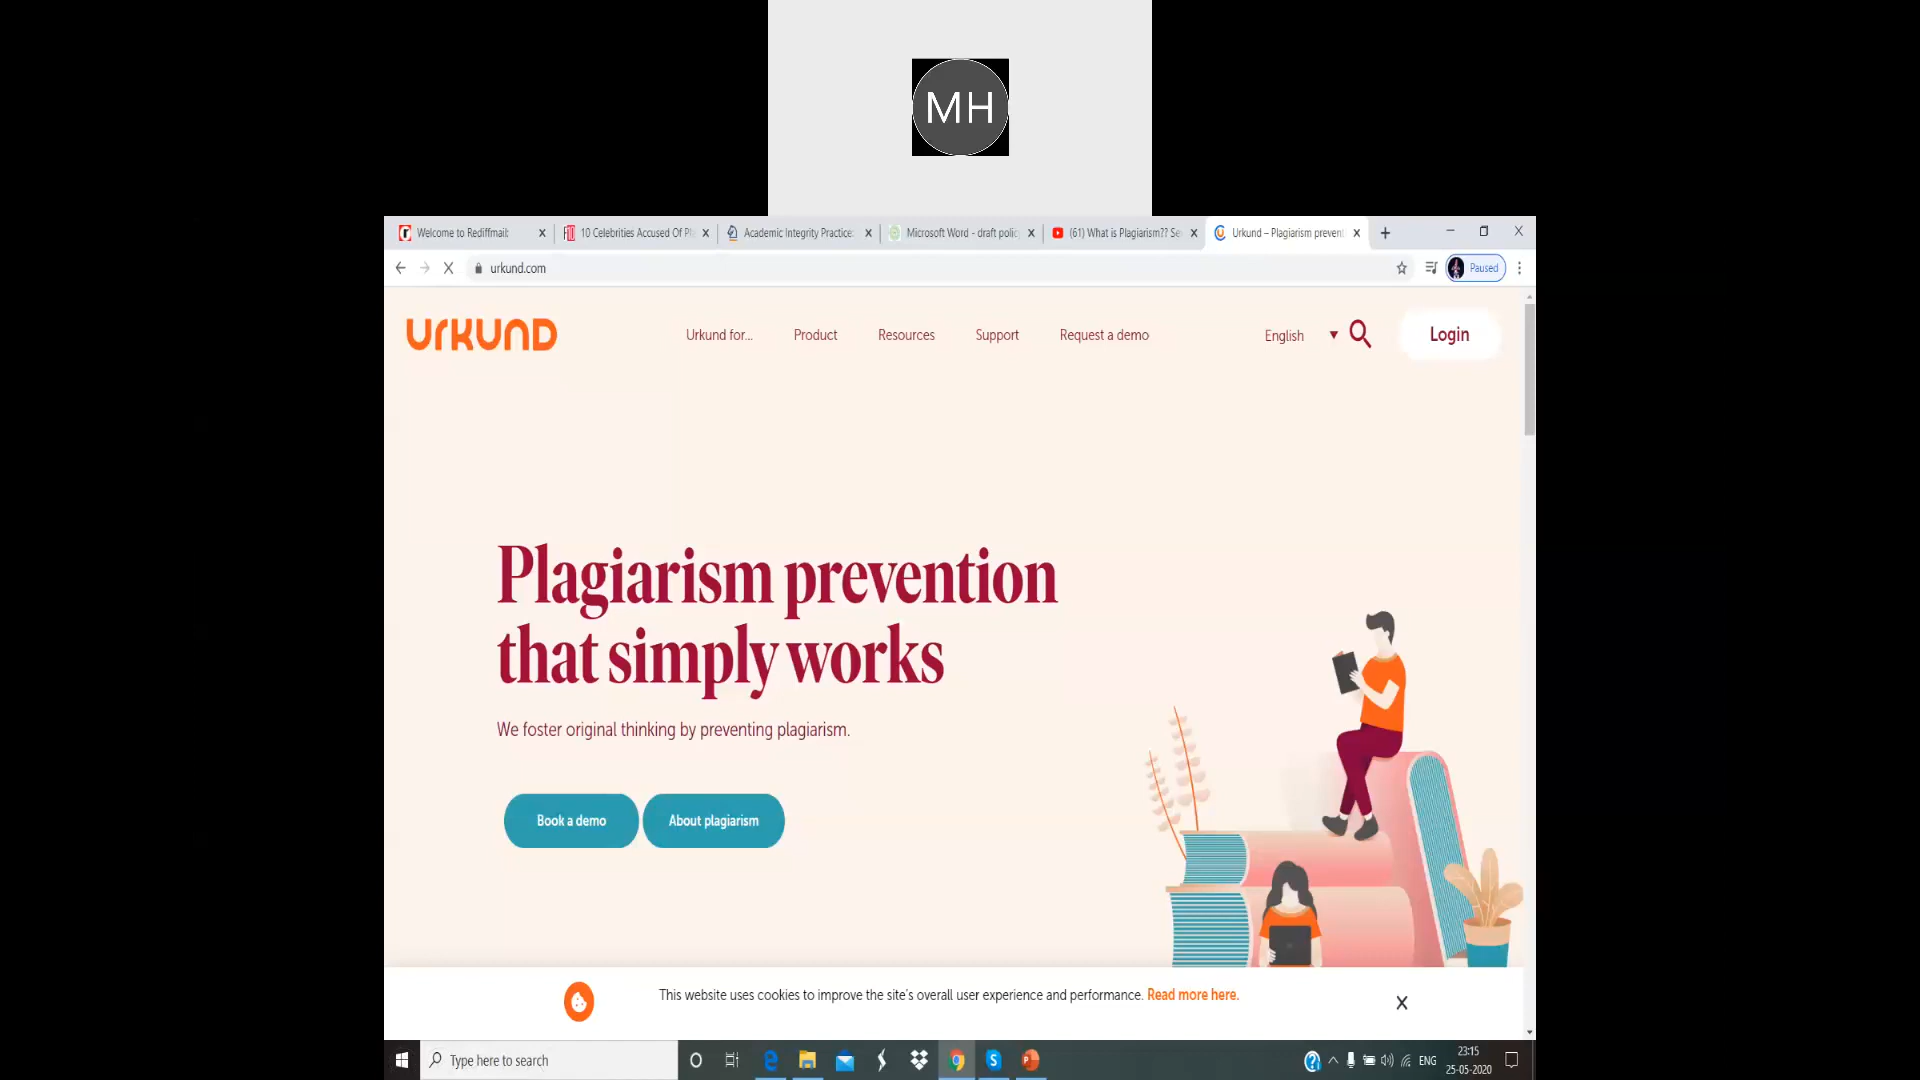 MH
Welcome to Rediffmail:
10 Celebrities Accused Of Pl
Academic Integrity Practice
Microsoft Word - draft polic
(61) What is Plagiarism?? Se
Urkund – Plagiarism preven
urkund.com
Paused
URKUND
Urkund for...
Product
Resources
Support
Request a demo
English
Login
Plagiarism prevention
that simply works
We foster original thinking by preventing plagiarism.
Book a demo
About plagiarism
This website uses cookies to improve the site's overall user experience and performance. Read more here.
Type here to search
ENG
23:15
25-05-2020